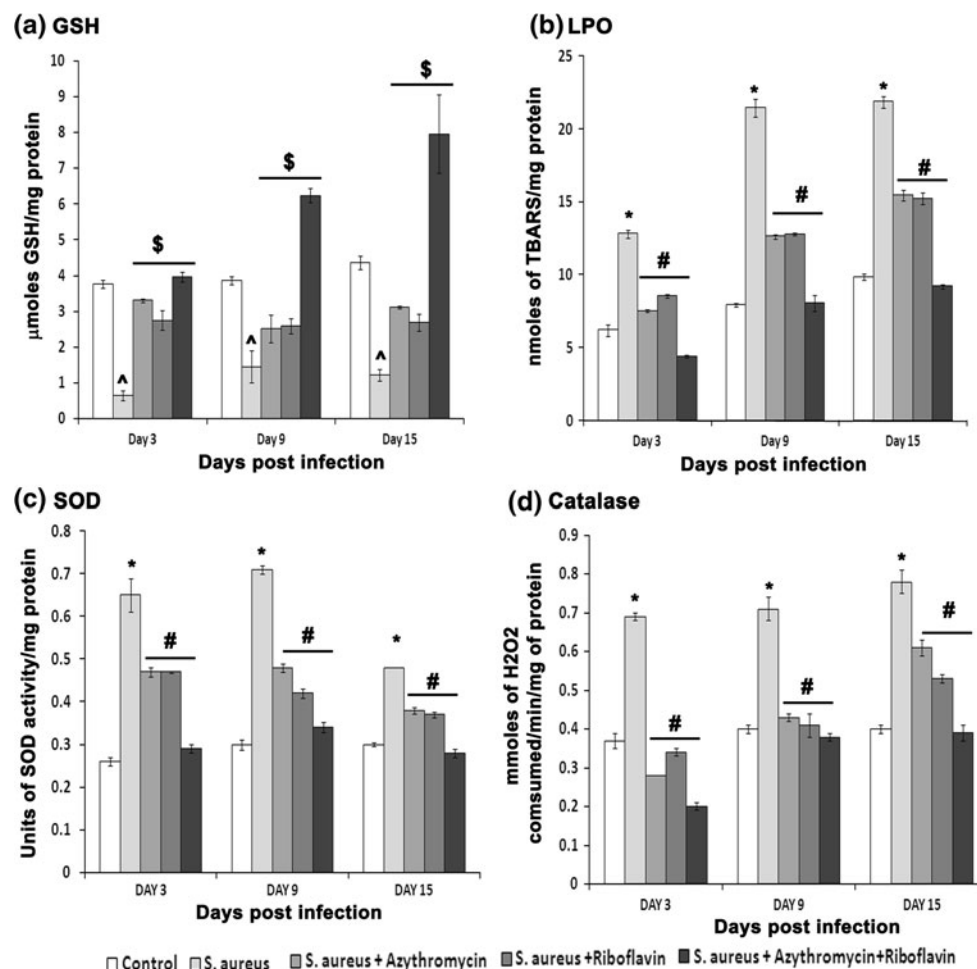 (a) GSH
μmoles GSH/mg protein
10
9
8
7
6
5
4
3
2
1
0
^
$
^
$
^
$
Day 3
Day 9
Day 15
Days post infection
(b) LPO
nmoles of TBARS/mg protein
25
20
15
10
5
0
*
#
*
#
*
#
Day 3
Day 9
Day 15
Days post infection
(c) SOD
Units of SOD activity/mg protein
0.8
0.7
0.6
0.5
0.4
0.3
0.2
0.1
0
*
#
*
#
*
#
DAY 3
DAY 9
DAY 15
Days post infection
(d) Catalase
mmoles of H2O2
comsumed/min/mg of protein
0.9
0.8
0.7
0.6
0.5
0.4
0.3
0.2
0.1
0
*
#
*
#
*
#
DAY 3
DAY 9
DAY 15
Days post infection
Control S. aureus S. aureus + Azythromycin S. aureus +Riboflavin S. aureus + Azythromycin+Riboflavin